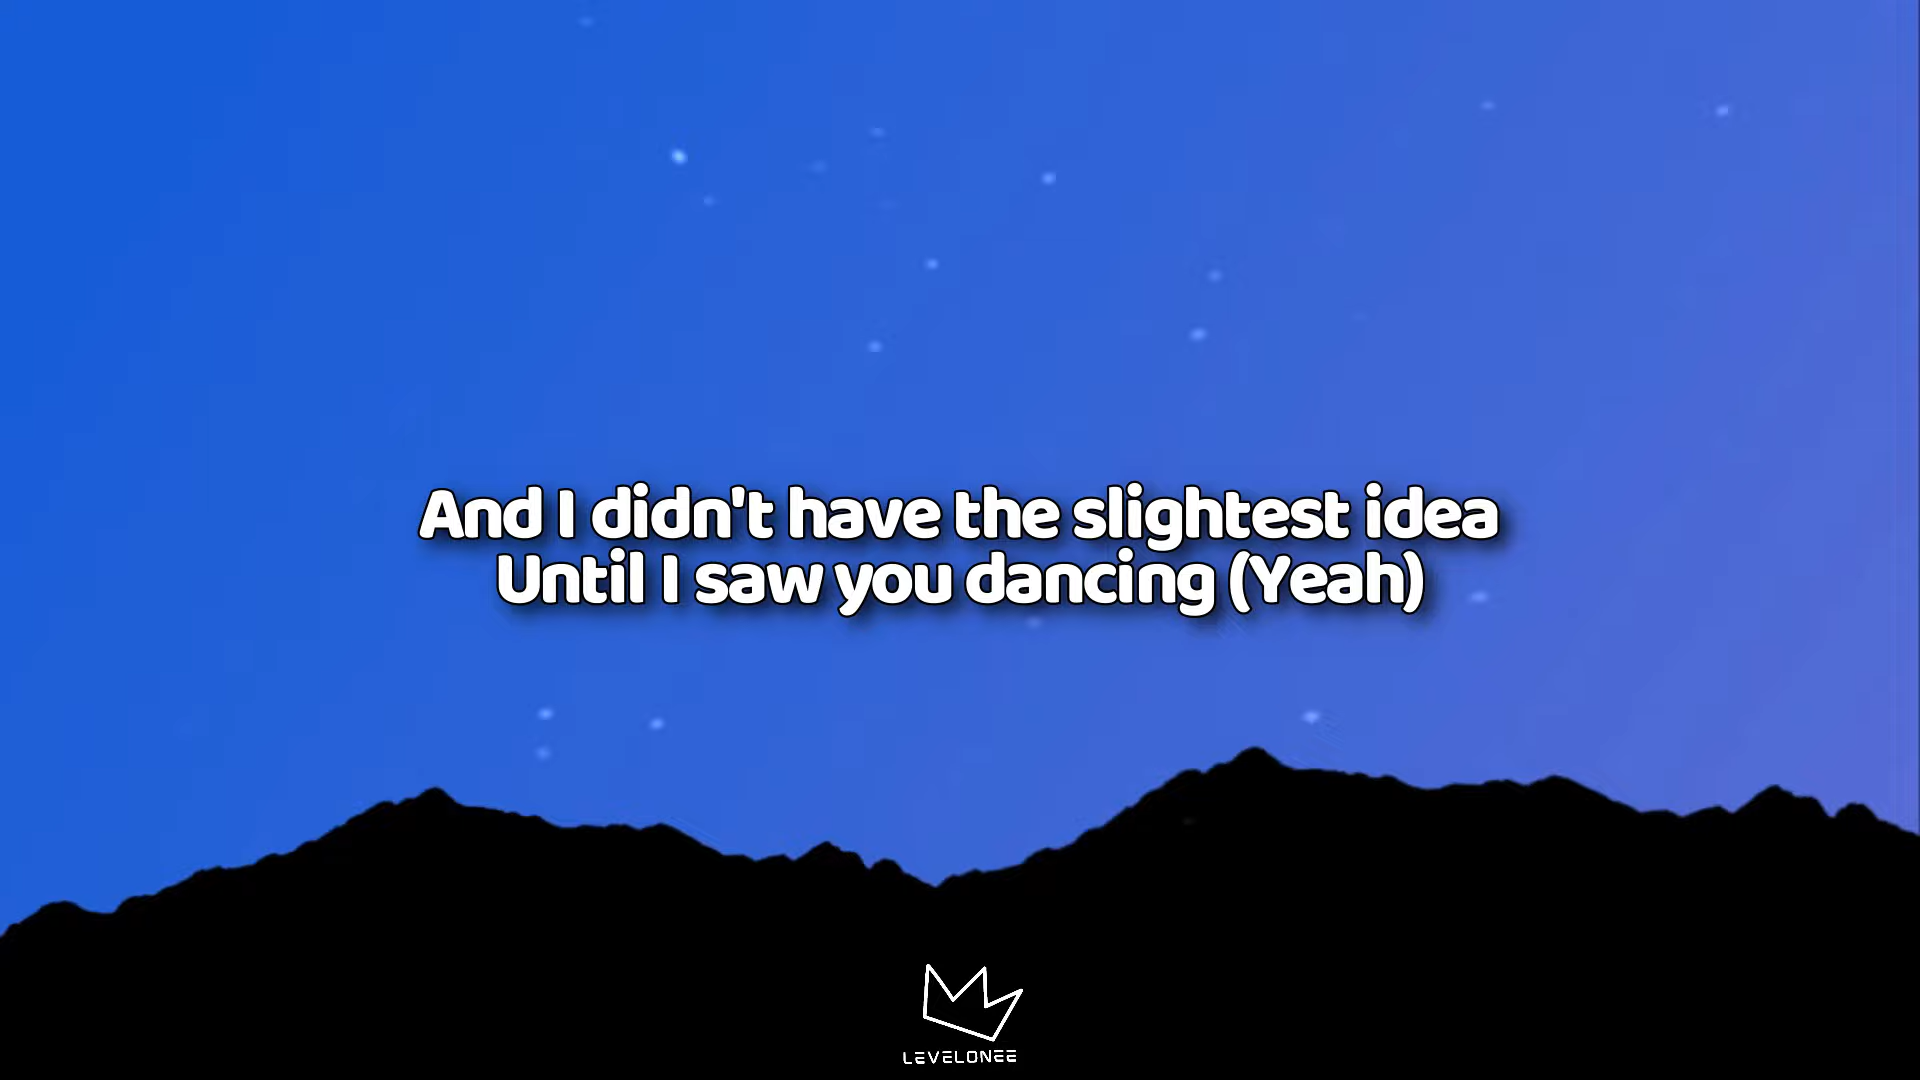 And I didn't have the slightest idea
Until I saw you dancing (Yeah)
LEVELONEE